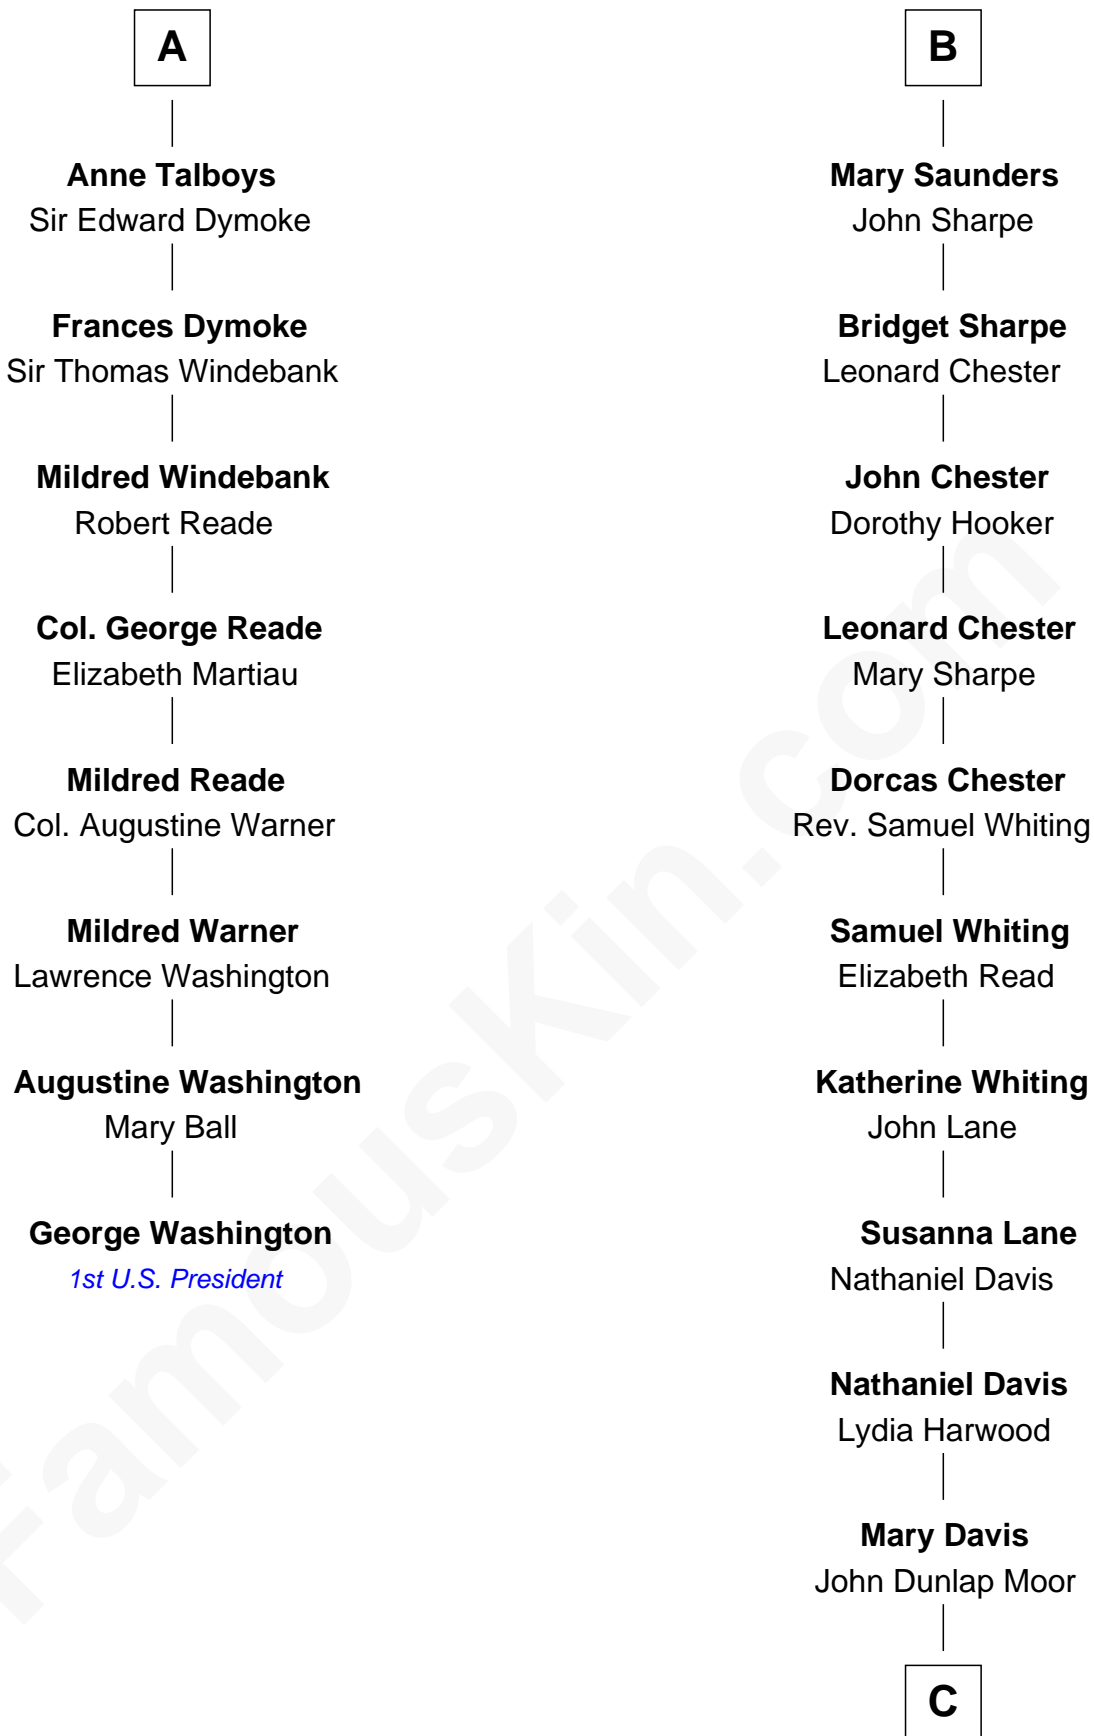 A
Anne Talboys
Sir Edward Dymoke
Frances Dymoke
Sir Thomas Windebank
Mildred Windebank
Robert Reade
Col. George Reade
Elizabeth Martiau
Mildred Reade
Col. Augustine Warner
Mildred Warner
Lawrence Washington
Augustine Washington
Mary Ball
George Washington
1st U.S. President
B
Mary Saunders
John Sharpe
Bridget Sharpe
Leonard Chester
John Chester
Dorothy Hooker
Leonard Chester
Mary Sharpe
Dorcas Chester
Rev. Samuel Whiting
Samuel Whiting
Elizabeth Read
Katherine Whiting
John Lane
Susanna Lane
Nathaniel Davis
Nathaniel Davis
Lydia Harwood
Mary Davis
John Dunlap Moor
C
FamousKin.com